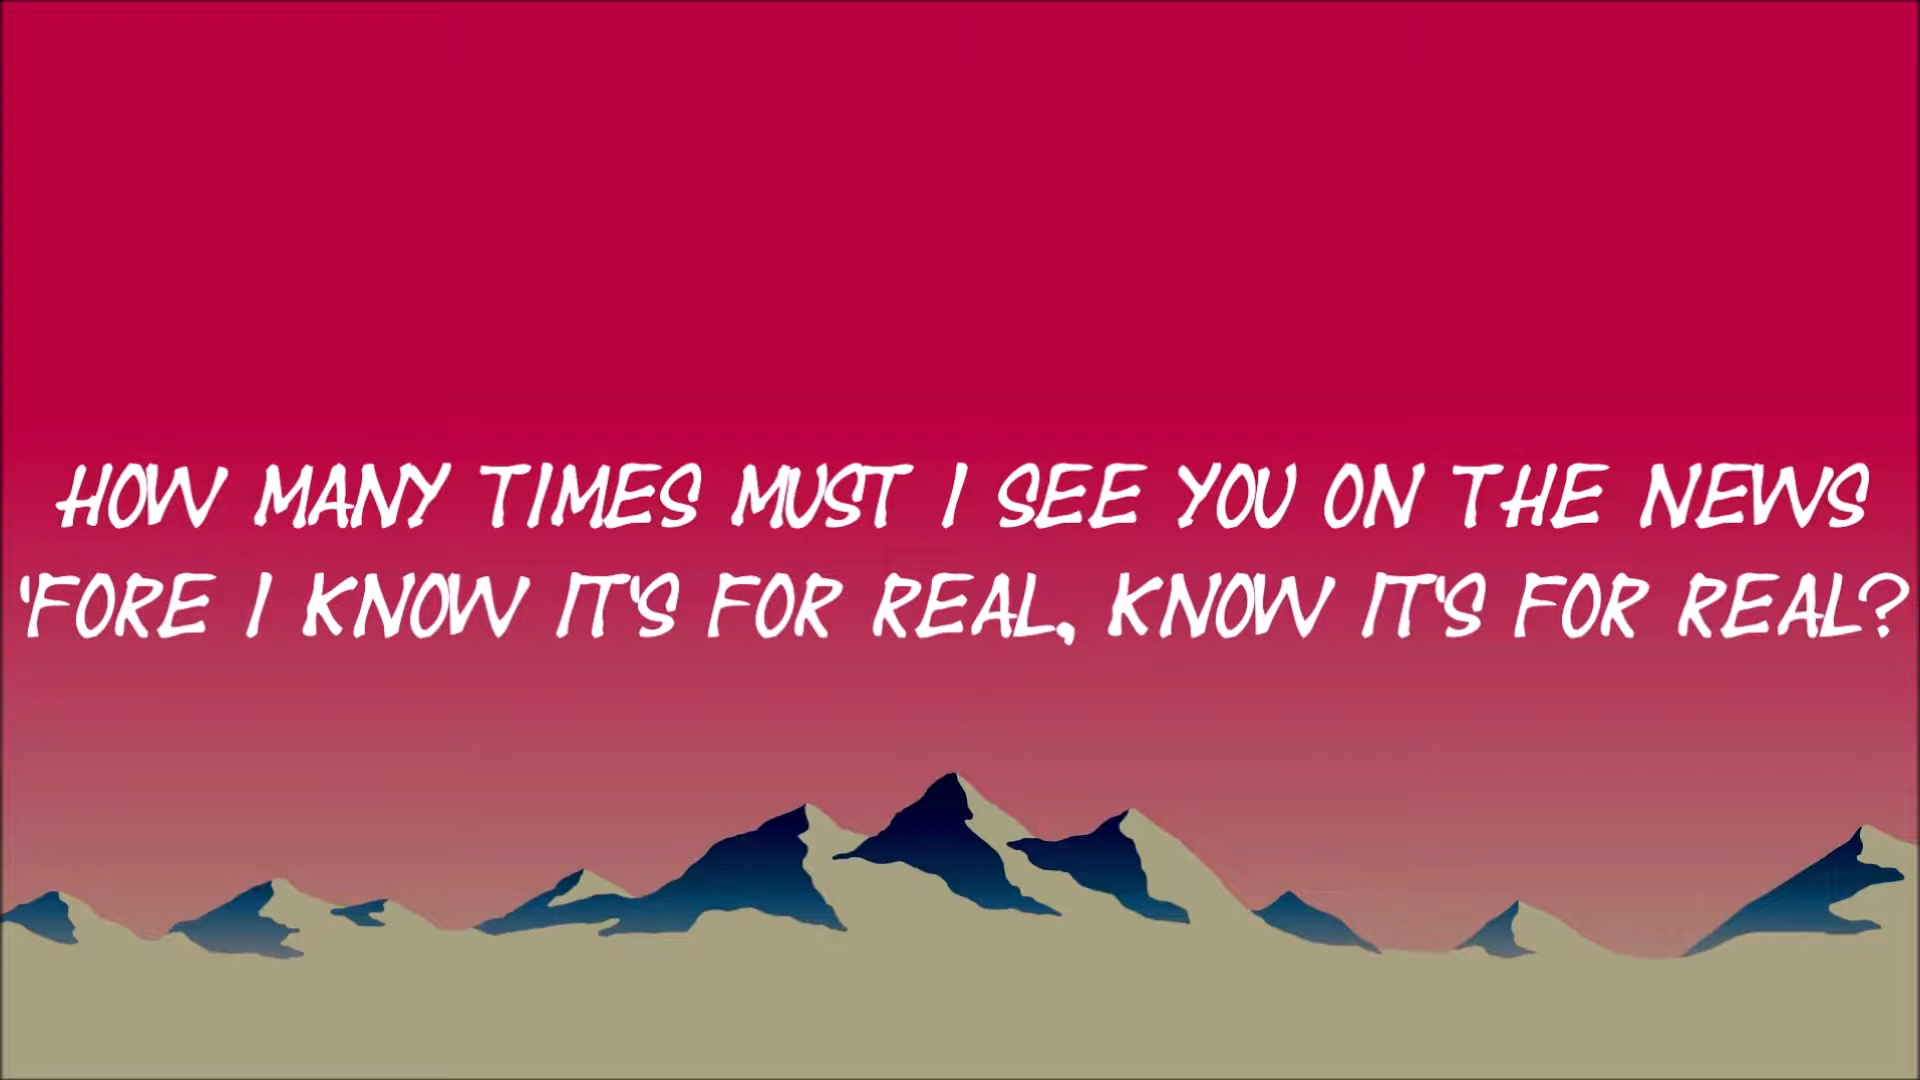 HOW MANY TIMES MUST I SEE YOU ON THE NEWS
'FORE I KNOW IT'S FOR REAL, KNOW IT'S FOR REAL?